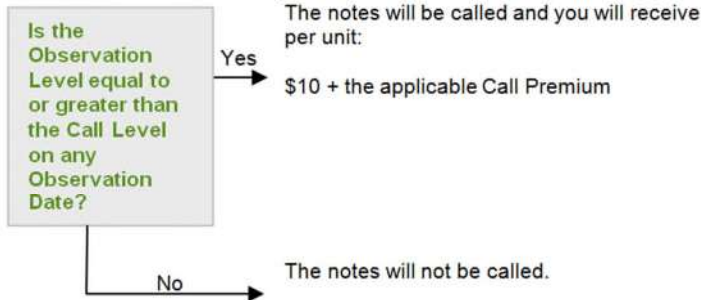 Is the
Observation
Level equal to
or greater than
the Call Level
on any
Observation
Date?
Yes
The notes will be called and you will receive
per unit:
$10 + the applicable Call Premium
No
The notes will not be called.